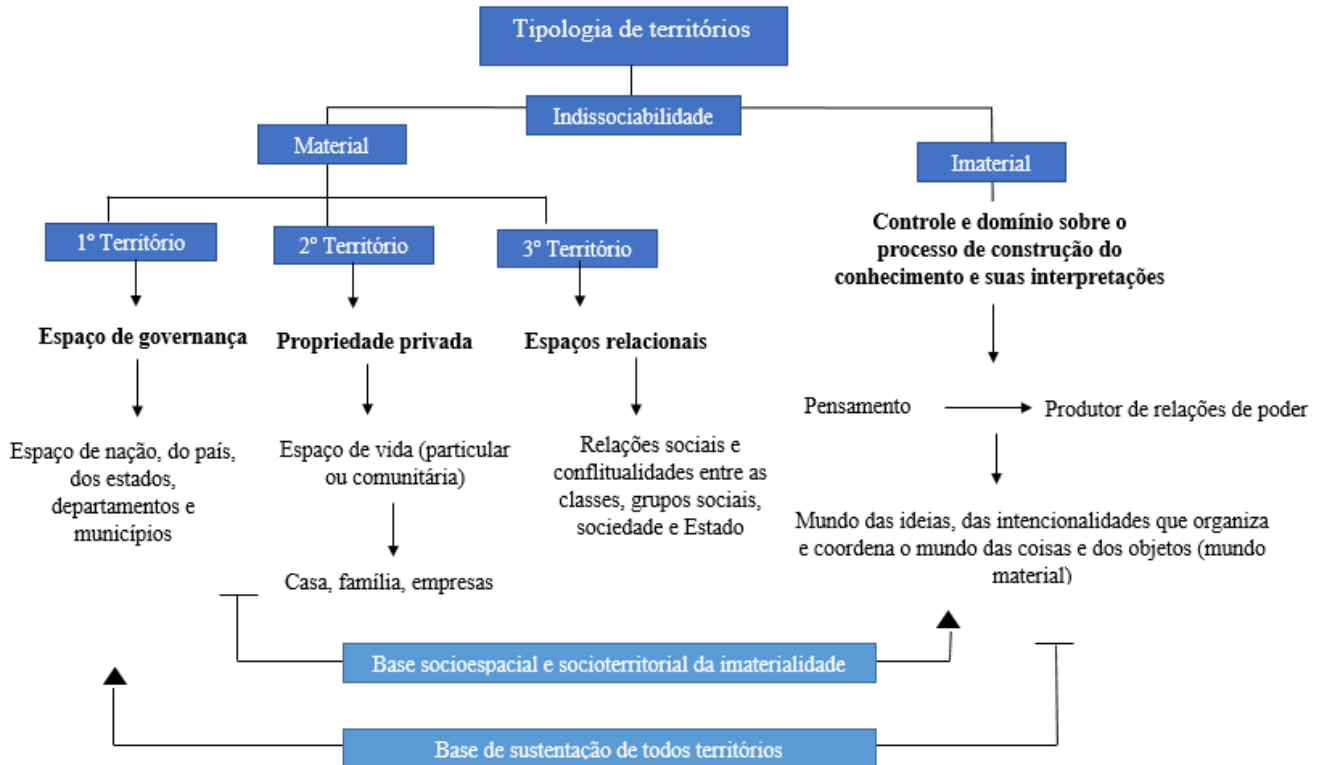 Tipologia de territórios
Indissociabilidade
Material
Imaterial
1º Território
2º Território
3º Território
Controle e domínio sobre o
processo de construção do
conhecimento e suas interpretações
Espaço de governança
Propriedade privada
Espaços relacionais
Pensamento
Produtor de relações de poder
Espaço de nação, do país,
dos estados,
departamentos e
municípios
Espaço de vida (particular
ou comunitária)
Relações sociais e
conflitualidades entre as
classes, grupos sociais,
sociedade e Estado
Mundo das ideias, das intencionalidades que organiza
e coordena o mundo das coisas e dos objetos (mundo
material)
Casa, família, empresas
Base socioespacial e socioterritorial da imaterialidade
Base de sustentação de todos territórios